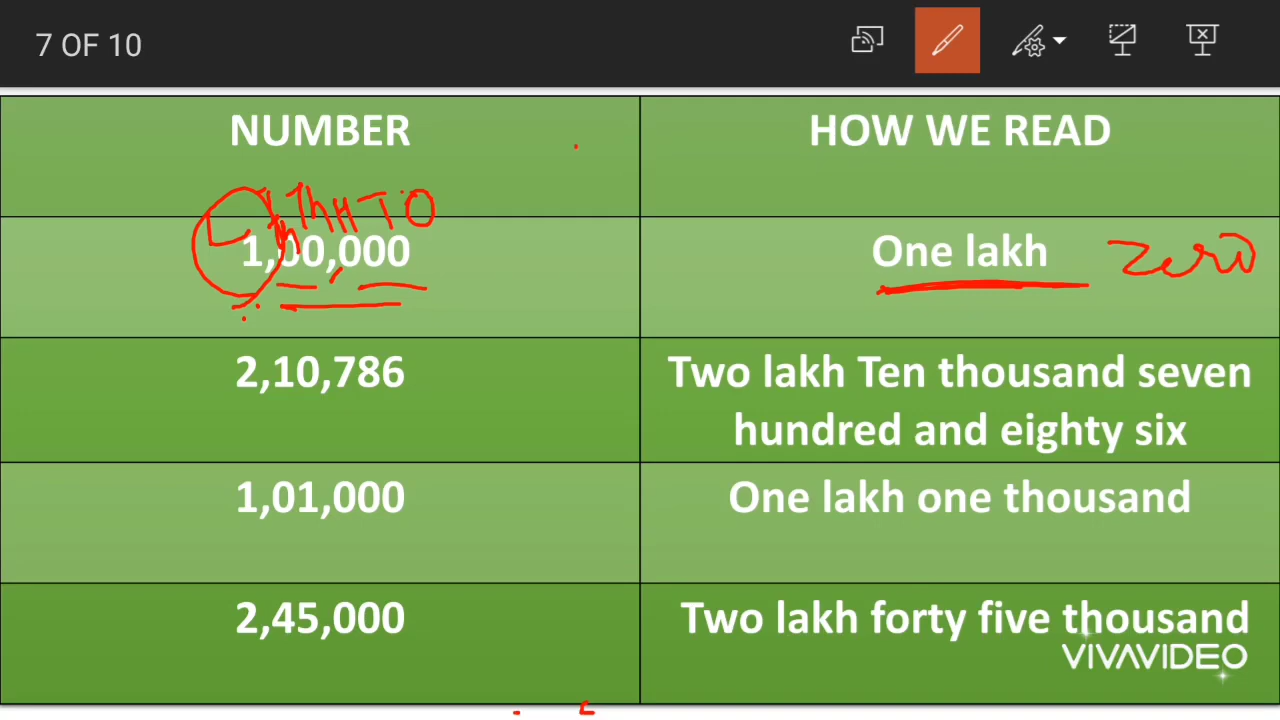 7 OF 10
NUMBER
HOW WE READ
L Tth Th H T O
1,00,000
One lakh
zero
2,10,786
Two lakh Ten thousand seven
hundred and eighty six
1,01,000
One lakh one thousand
2,45,000
Two lakh forty five thousand
VIVAVIDEO